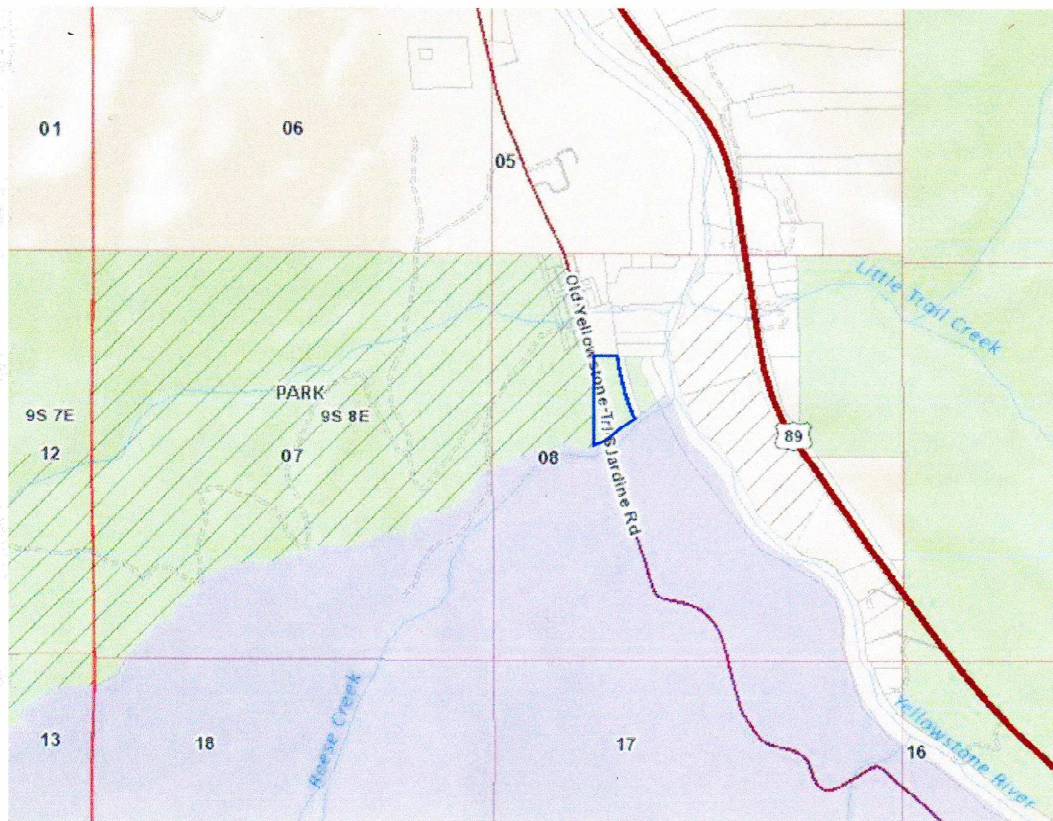 01
06
05
Little Trail Creek
Old Yellowstone-Trl S
Jardine Rd
PARK
9S 7E
9S 8E
89
12
07
08
Reese Creek
Yellowstone River
13
18
17
16